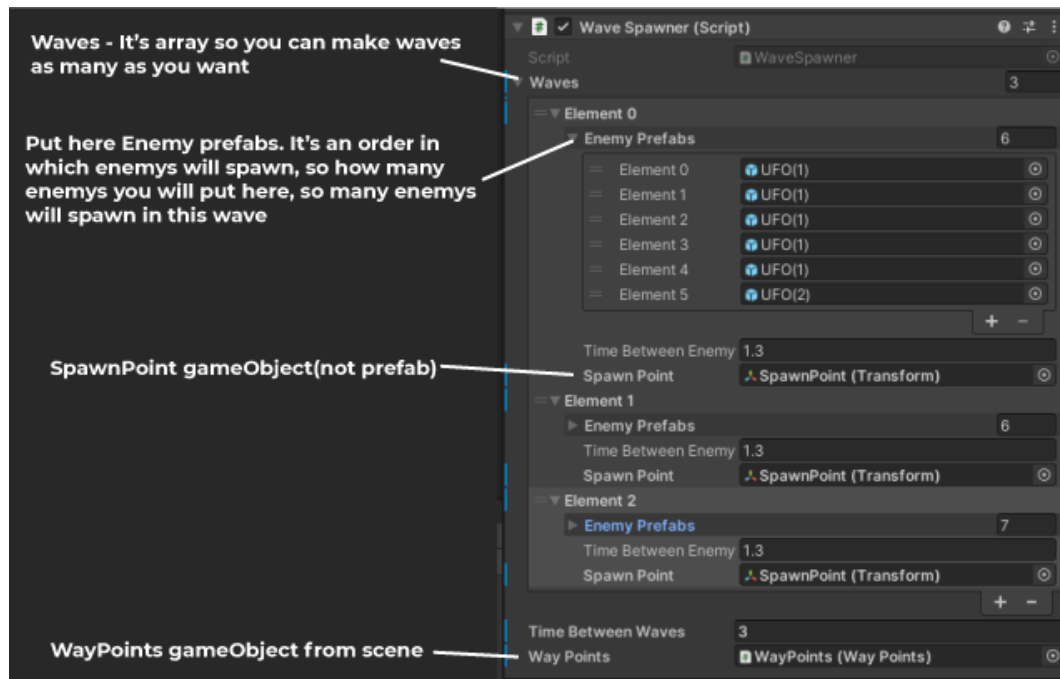 Wave Spawner (Script)
Waves - It's array so you can make waves
as many as you want
Script WaveSpawner
Waves 3
Element 0
Put here Enemy prefabs. It's an order in
which enemys will spawn, so how many
enemys you will put here, so many enemys
will spawn in this wave
Enemy Prefabs 6
Element 0 UFO(1)
Element 1 UFO(1)
Element 2 UFO(1)
Element 3 UFO(1)
Element 4 UFO(1)
Element 5 UFO(2)
+ -
Time Between Enemy 1.3
SpawnPoint gameObject(not prefab)
Spawn Point SpawnPoint (Transform)
Element 1
Enemy Prefabs 6
Time Between Enemy 1.3
Spawn Point SpawnPoint (Transform)
Element 2
Enemy Prefabs 7
Time Between Enemy 1.3
Spawn Point SpawnPoint (Transform)
+ -
Time Between Waves 3
WayPoints gameObject from scene
Way Points WayPoints (Way Points)